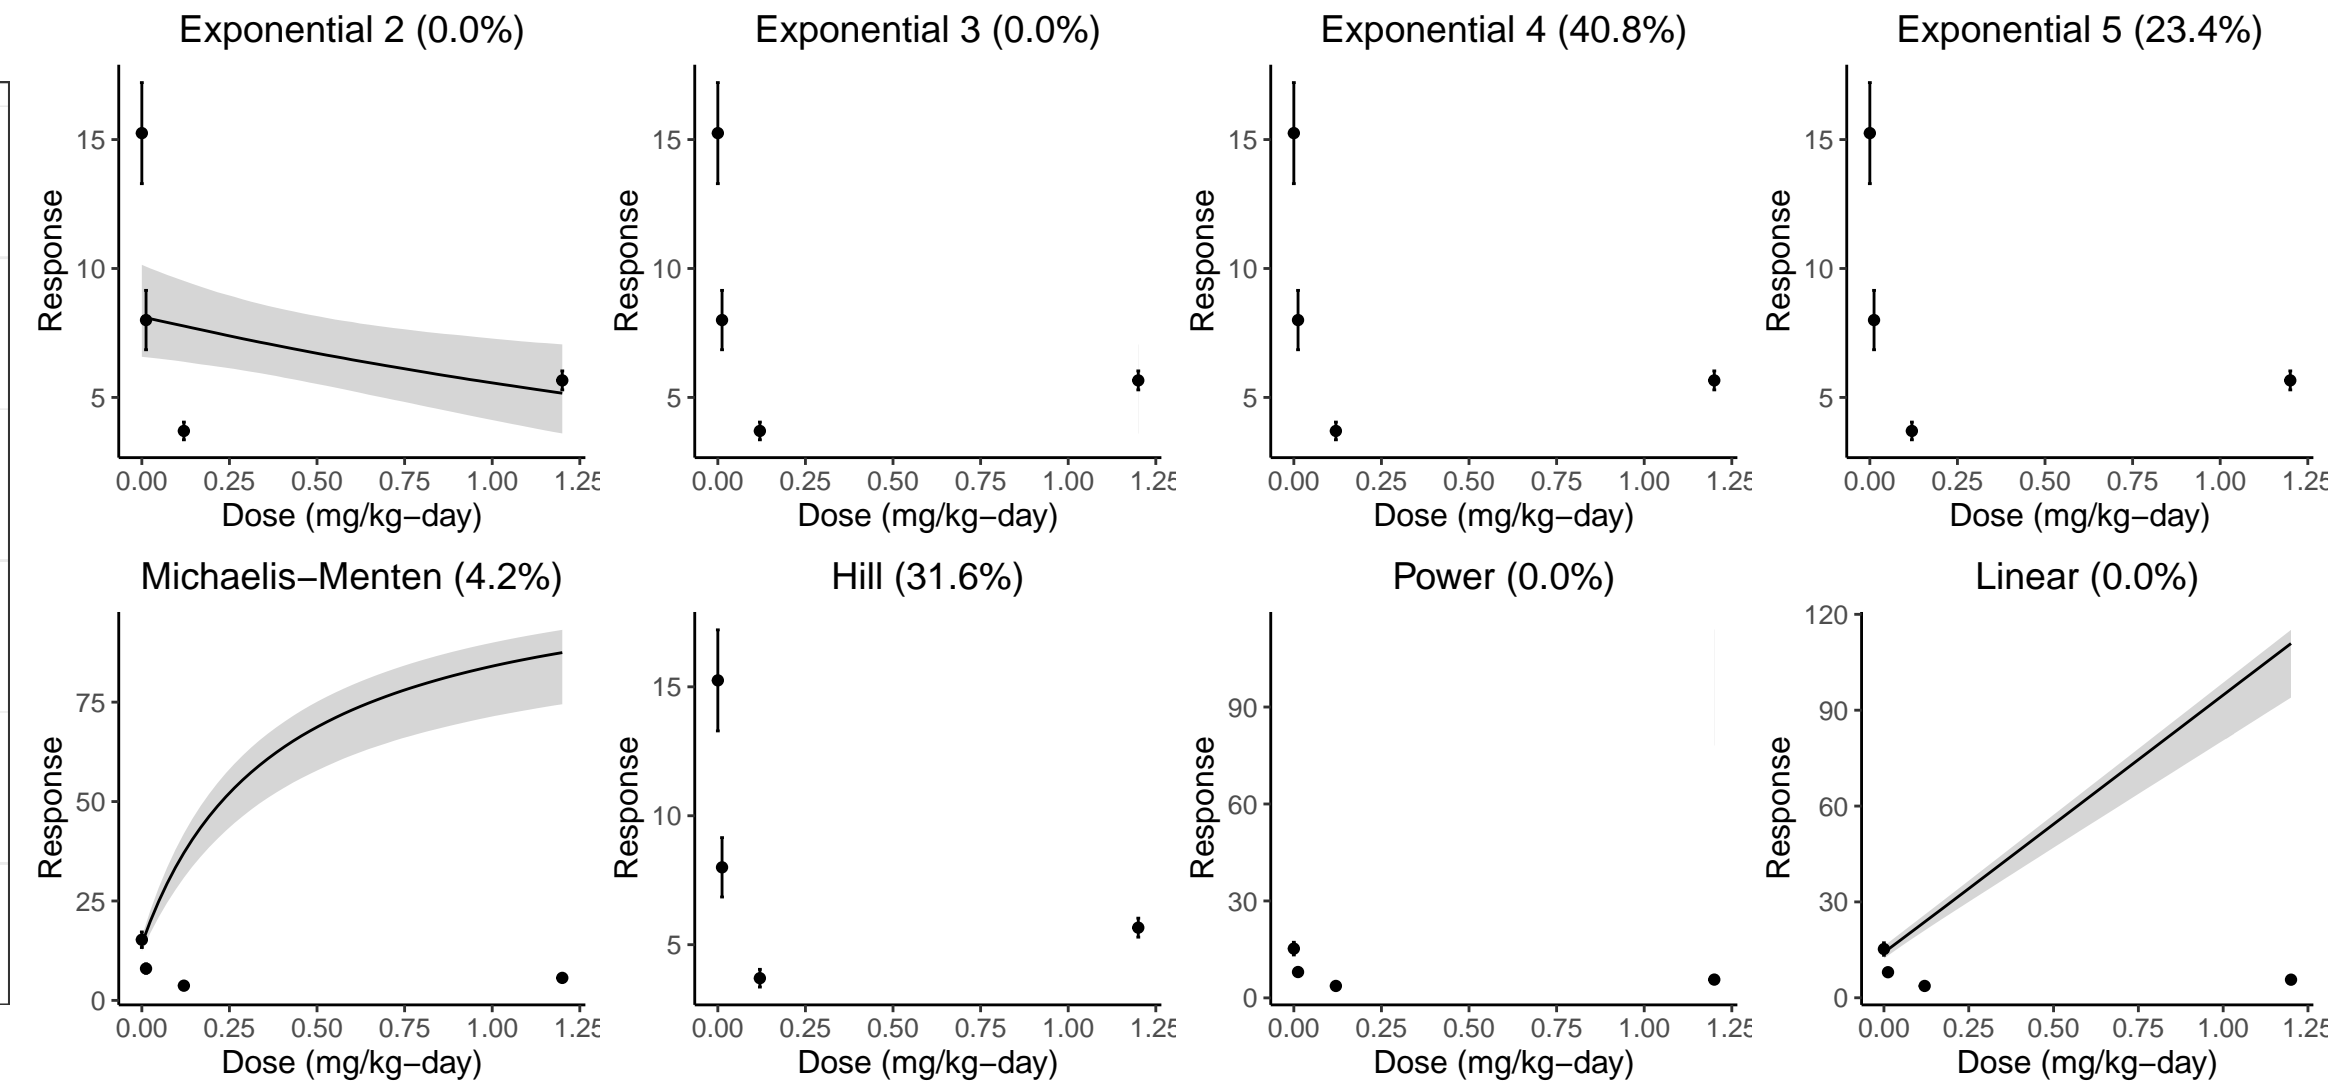 Exponential 2 (0.0%)
Response
15
10
5
0.00 0.25 0.50 0.75 1.00 1.25
Dose (mg/kg−day)
Exponential 3 (0.0%)
Response
15
10
5
0.00 0.25 0.50 0.75 1.00 1.25
Dose (mg/kg−day)
Exponential 4 (40.8%)
Response
15
10
5
0.00 0.25 0.50 0.75 1.00 1.25
Dose (mg/kg−day)
Exponential 5 (23.4%)
Response
15
10
5
0.00 0.25 0.50 0.75 1.00 1.25
Dose (mg/kg−day)
Michaelis−Menten (4.2%)
Response
75
50
25
0
0.00 0.25 0.50 0.75 1.00 1.25
Dose (mg/kg−day)
Hill (31.6%)
Response
15
10
5
0.00 0.25 0.50 0.75 1.00 1.25
Dose (mg/kg−day)
Power (0.0%)
Response
90
60
30
0
0.00 0.25 0.50 0.75 1.00 1.25
Dose (mg/kg−day)
Linear (0.0%)
Response
120
90
60
30
0
0.00 0.25 0.50 0.75 1.00 1.25
Dose (mg/kg−day)